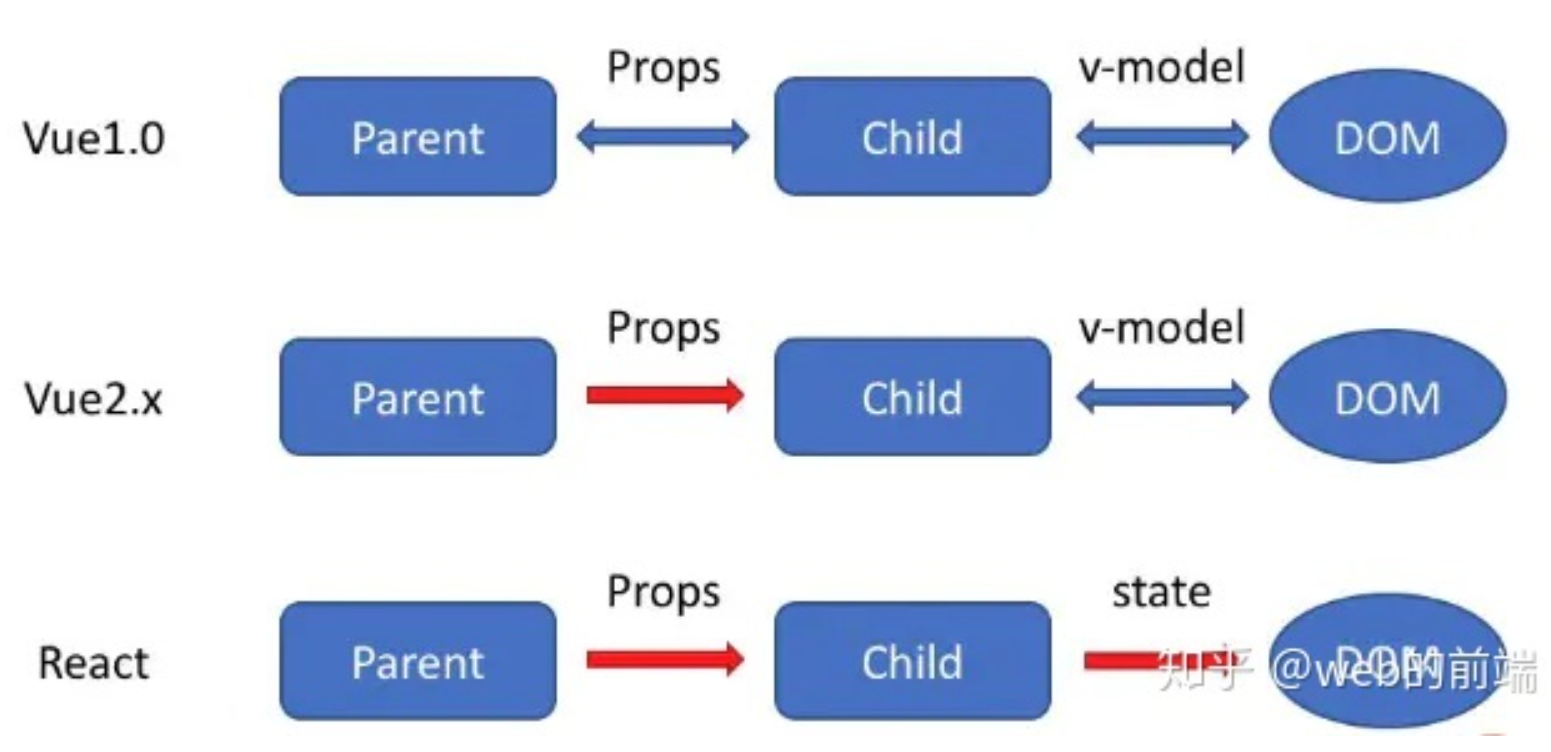 Props v-model
Vue1.0 Parent Child DOM
Props v-model
Vue2.x Parent Child DOM
Props state
React Parent Child DOM
知乎 @web的前端